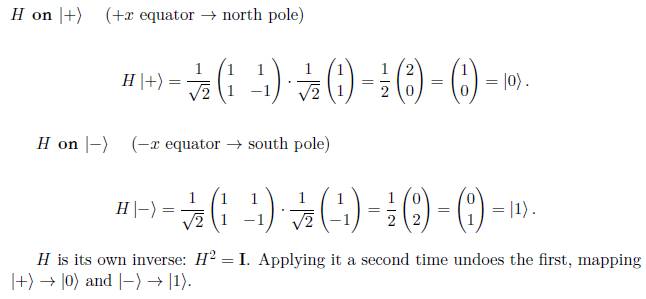 H on |+⟩ (+x equator → north pole)
H |+⟩ = 1/√2 (1 1; 1 −1) · 1/√2 (1; 1) = 1/2 (2; 0) = (1; 0) = |0⟩ .
H on |−⟩ (−x equator → south pole)
H |−⟩ = 1/√2 (1 1; 1 −1) · 1/√2 (1; −1) = 1/2 (0; 2) = (0; 1) = |1⟩ .
H is its own inverse: H² = I. Applying it a second time undoes the first, mapping
|+⟩ → |0⟩ and |−⟩ → |1⟩.